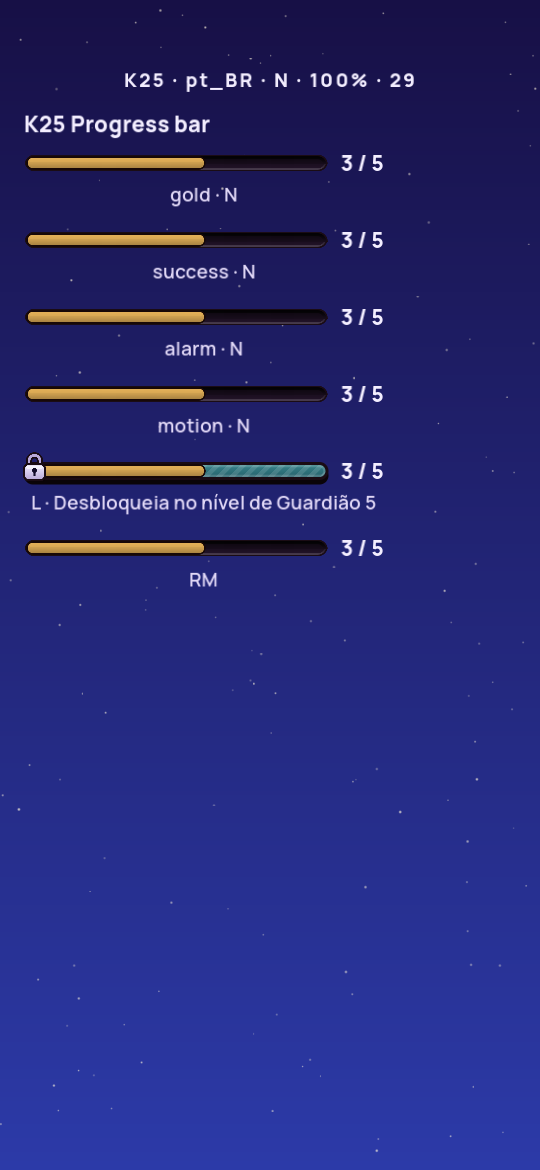 K25 · pt_BR · N · 100% · 29
K25 Progress bar
3 / 5
gold · N
3 / 5
success · N
3 / 5
alarm · N
3 / 5
motion · N
3 / 5
L · Desbloqueia no nível de Guardião 5
3 / 5
RM